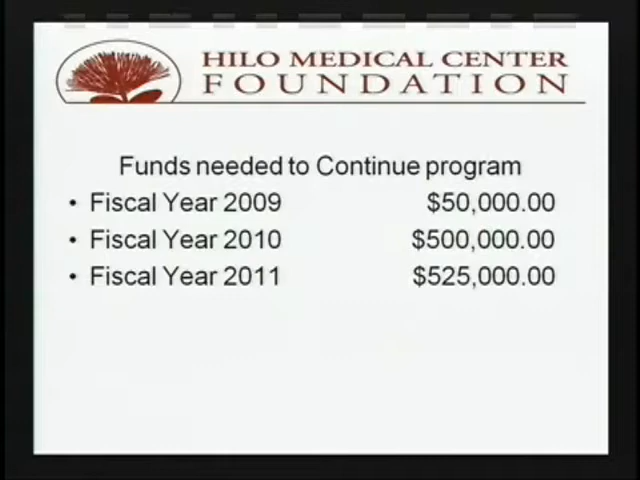 HILO MEDICAL CENTER
FOUNDATION
Funds needed to Continue program
• Fiscal Year 2009 $50,000.00
• Fiscal Year 2010 $500,000.00
• Fiscal Year 2011 $525,000.00